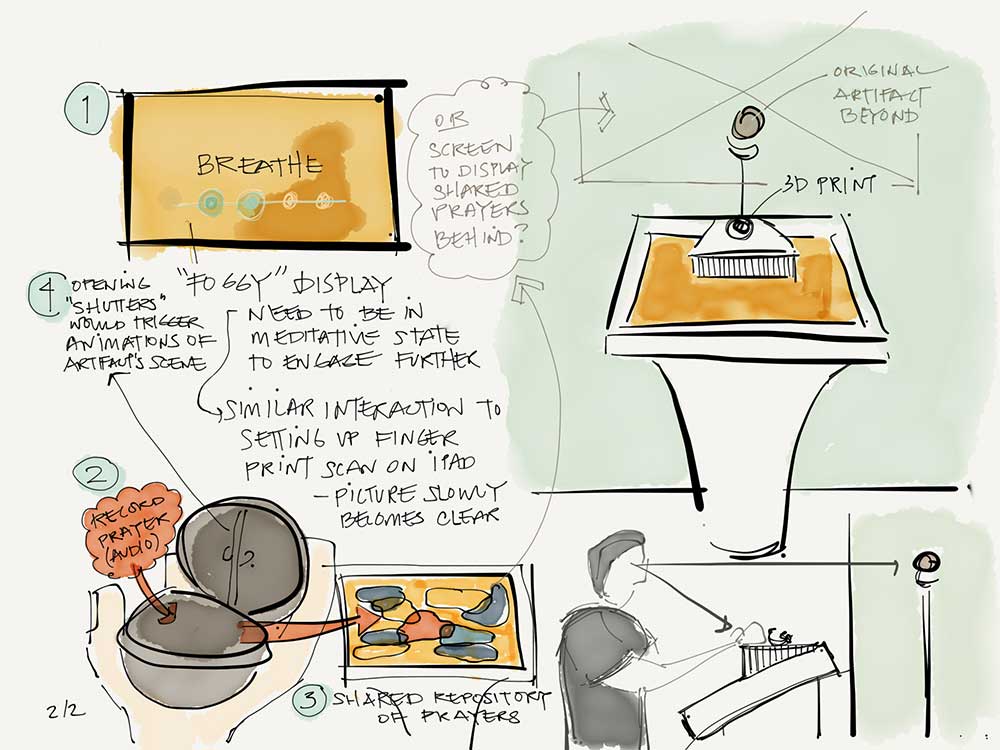 1
BREATHE
OR
SCREEN
TO DISPLAY
SHARED
PRAYERS
BEHIND?
ORIGINAL
ARTIFACT
BEYOND
3D PRINT
4
OPENING
"SHUTTERS"
WOULD TRIGGER
ANIMATIONS OF
ARTIFACT'S SCENE
"FOGGY" DISPLAY
NEED TO BE IN
MEDITATIVE STATE
TO ENGAGE FURTHER
SIMILAR INTERACTION TO
SETTING UP FINGER
PRINT SCAN ON IPAD
- PICTURE SLOWLY
BECOMES CLEAR
2
RECORD
PRAYER
(AUDIO)
3
SHARED REPOSITORY
OF PRAYERS
2/2